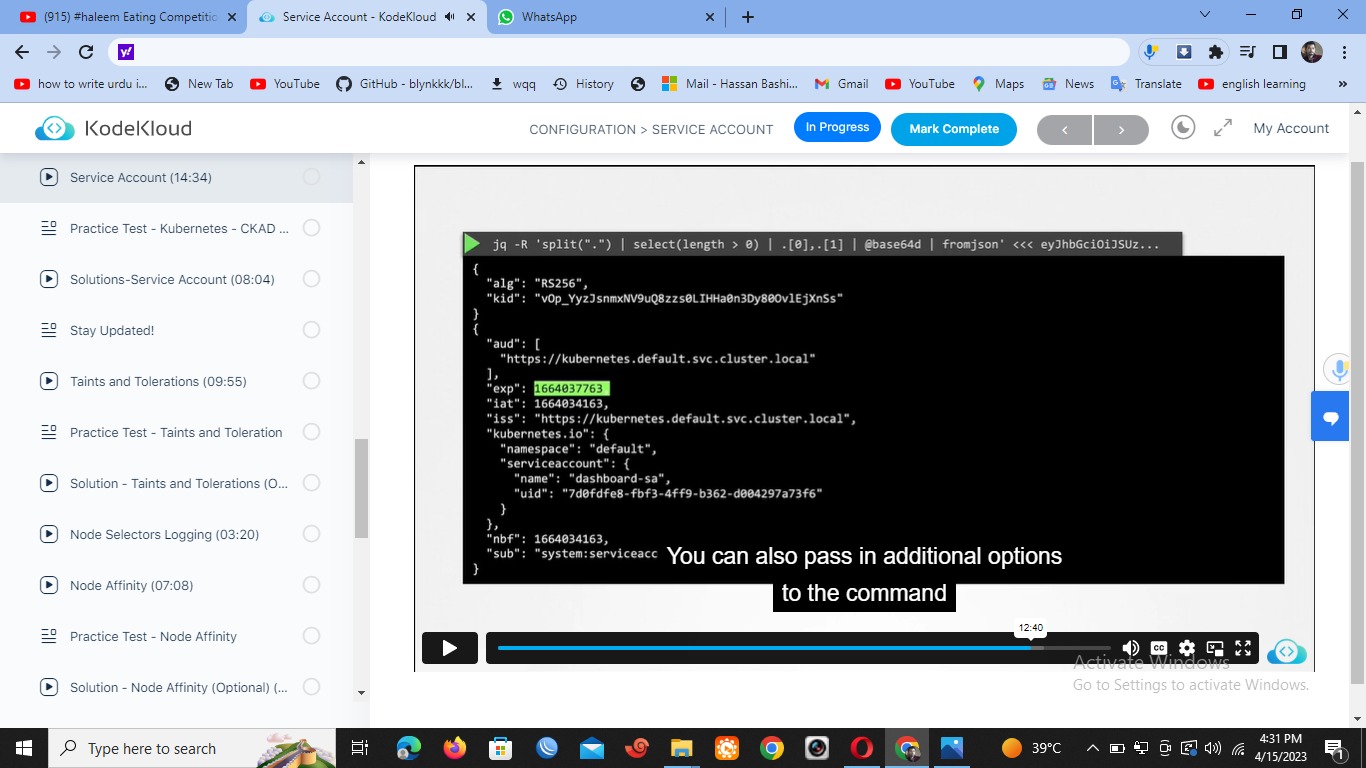 (915) #haleem Eating Competitio
Service Account - KodeKloud
WhatsApp
y!
how to write urdu i...
New Tab
YouTube
GitHub - blynkkk/bl...
wqq
History
Mail - Hassan Bashi...
Gmail
YouTube
Maps
News
Translate
english learning
»
KodeKloud
CONFIGURATION > SERVICE ACCOUNT
In Progress
Mark Complete
<
>
My Account
Service Account (14:34)
Practice Test - Kubernetes - CKAD ...
Solutions-Service Account (08:04)
Stay Updated!
Taints and Tolerations (09:55)
Practice Test - Taints and Toleration
Solution - Taints and Tolerations (O...
Node Selectors Logging (03:20)
Node Affinity (07:08)
Practice Test - Node Affinity
Solution - Node Affinity (Optional) (...
jq -R 'split(".") | select(length > 0) | .[0],.[1] | @base64d | fromjson' <<< eyJhbGciOiJSUz...
{
"alg": "RS256",
"kid": "vOp_YyzJsnmxNV9uQ8zzs0LIHHa0n3Dy80OvlEjXnSs"
}
{
"aud": [
"https://kubernetes.default.svc.cluster.local"
],
"exp": 1664037763
"iat": 1664034163,
"iss": "https://kubernetes.default.svc.cluster.local",
"kubernetes.io": {
"namespace": "default",
"serviceaccount": {
"name": "dashboard-sa",
"uid": "7d0fdfe8-fbf3-4ff9-b362-d004297a73f6"
}
},
"nbf": 1664034163,
"sub": "system:serviceacc
}
You can also pass in additional options
to the command
12:40
CC
Activate Windows
Go to Settings to activate Windows.
Type here to search
39°C
4:31 PM
4/15/2023
1